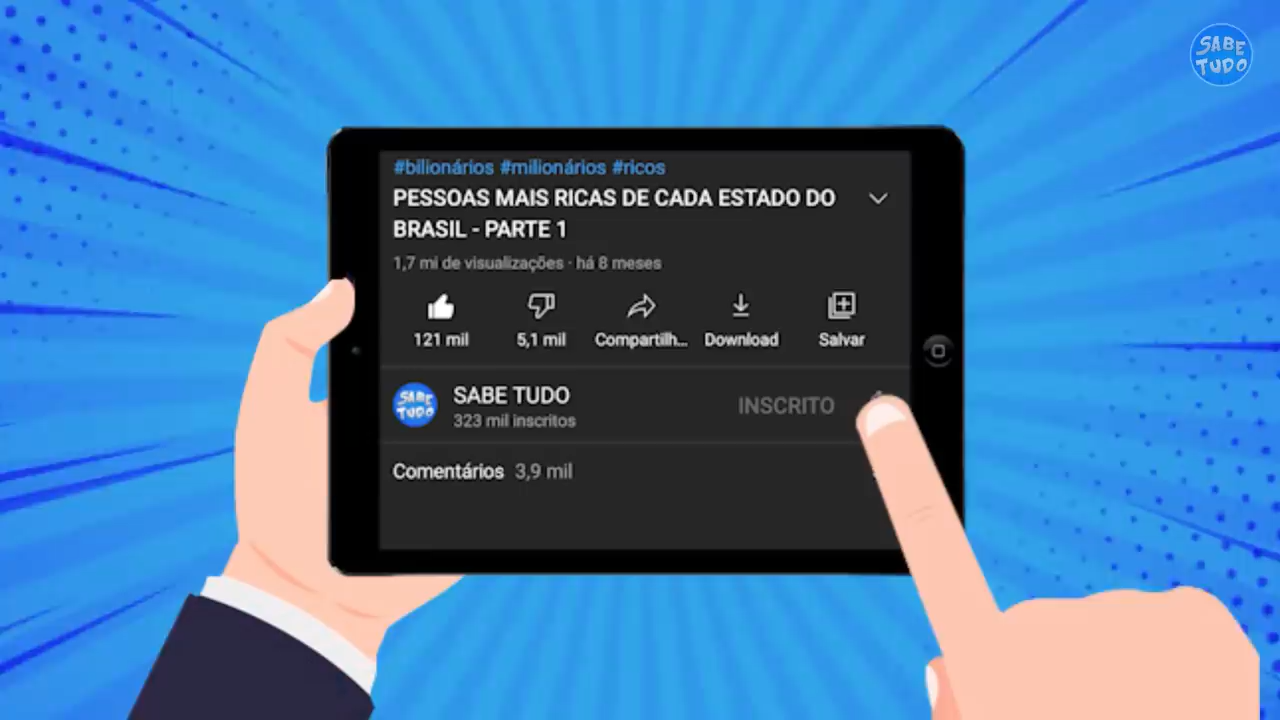 SABE
TUDO
#bilionários #milionários #ricos
PESSOAS MAIS RICAS DE CADA ESTADO DO
BRASIL - PARTE 1
1,7 mi de visualizações · há 8 meses
121 mil
5,1 mil
Compartilh...
Download
Salvar
SABE
TUDO
SABE TUDO
323 mil inscritos
INSCRITO
Comentários 3,9 mil